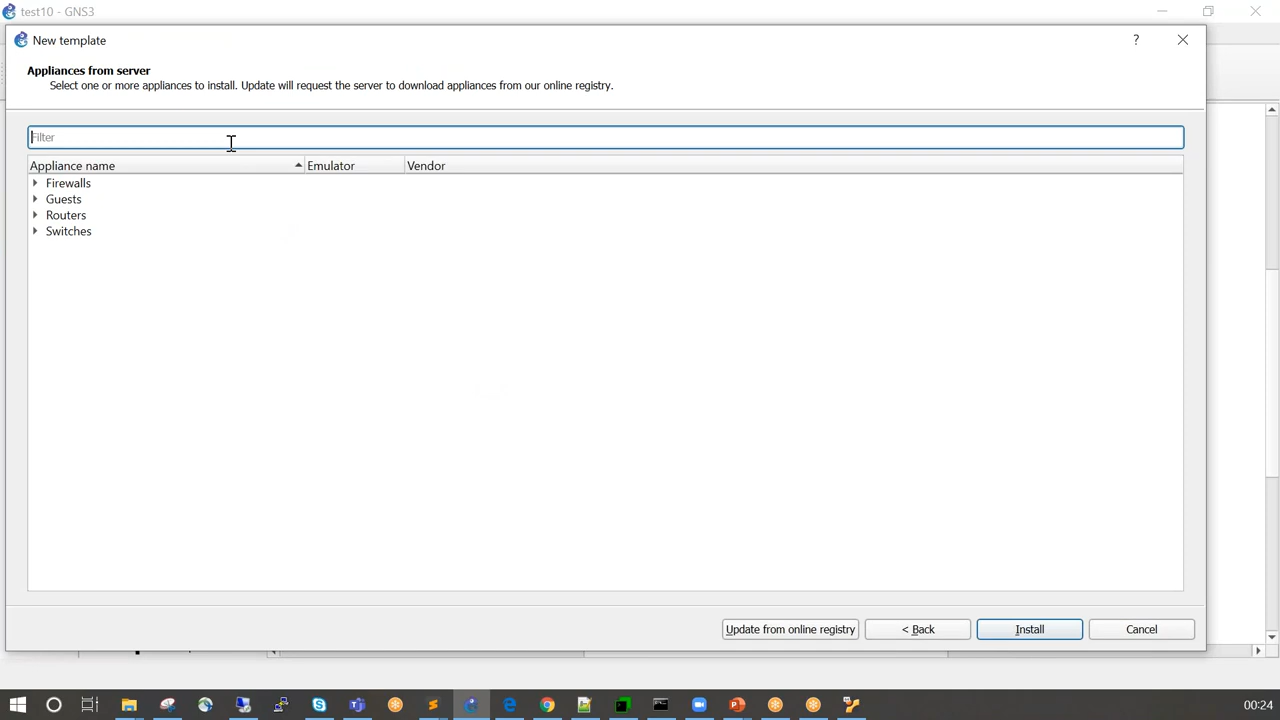 test10 - GNS3
New template
?
Appliances from server
Select one or more appliances to install. Update will request the server to download appliances from our online registry.
Filter
Appliance name Emulator Vendor
Firewalls
Guests
Routers
Switches
Update from online registry < Back Install Cancel
00:24